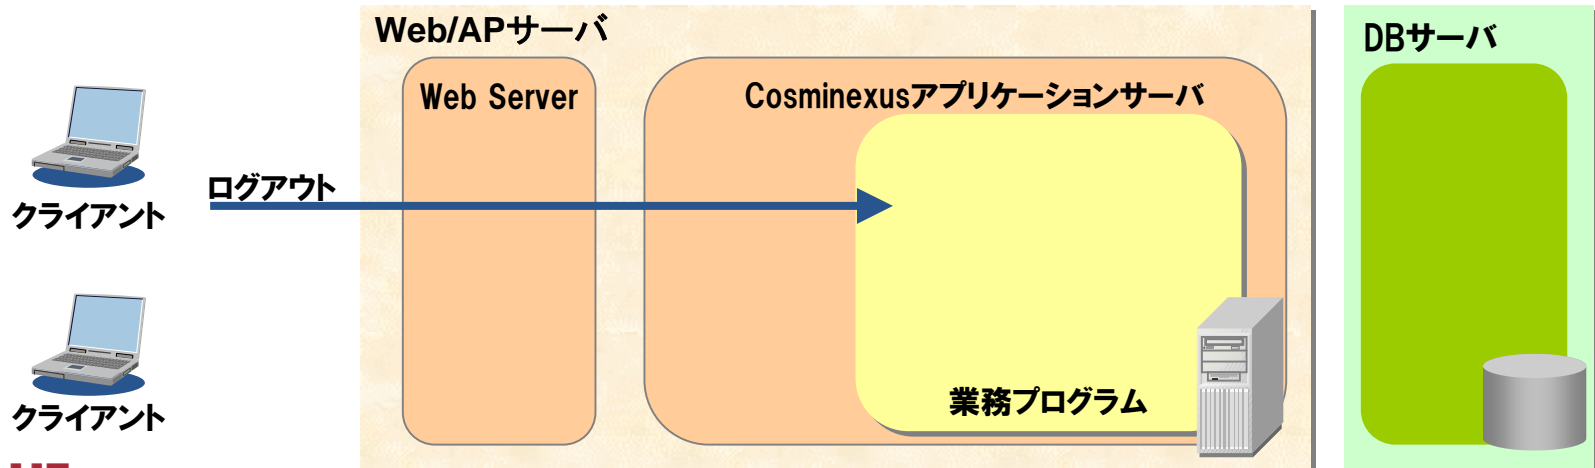 Web/APサーバ
DBサーバ
Web Server
Cosminexusアプリケーションサーバ
ログアウト
クライアント
業務プログラム
クライアント